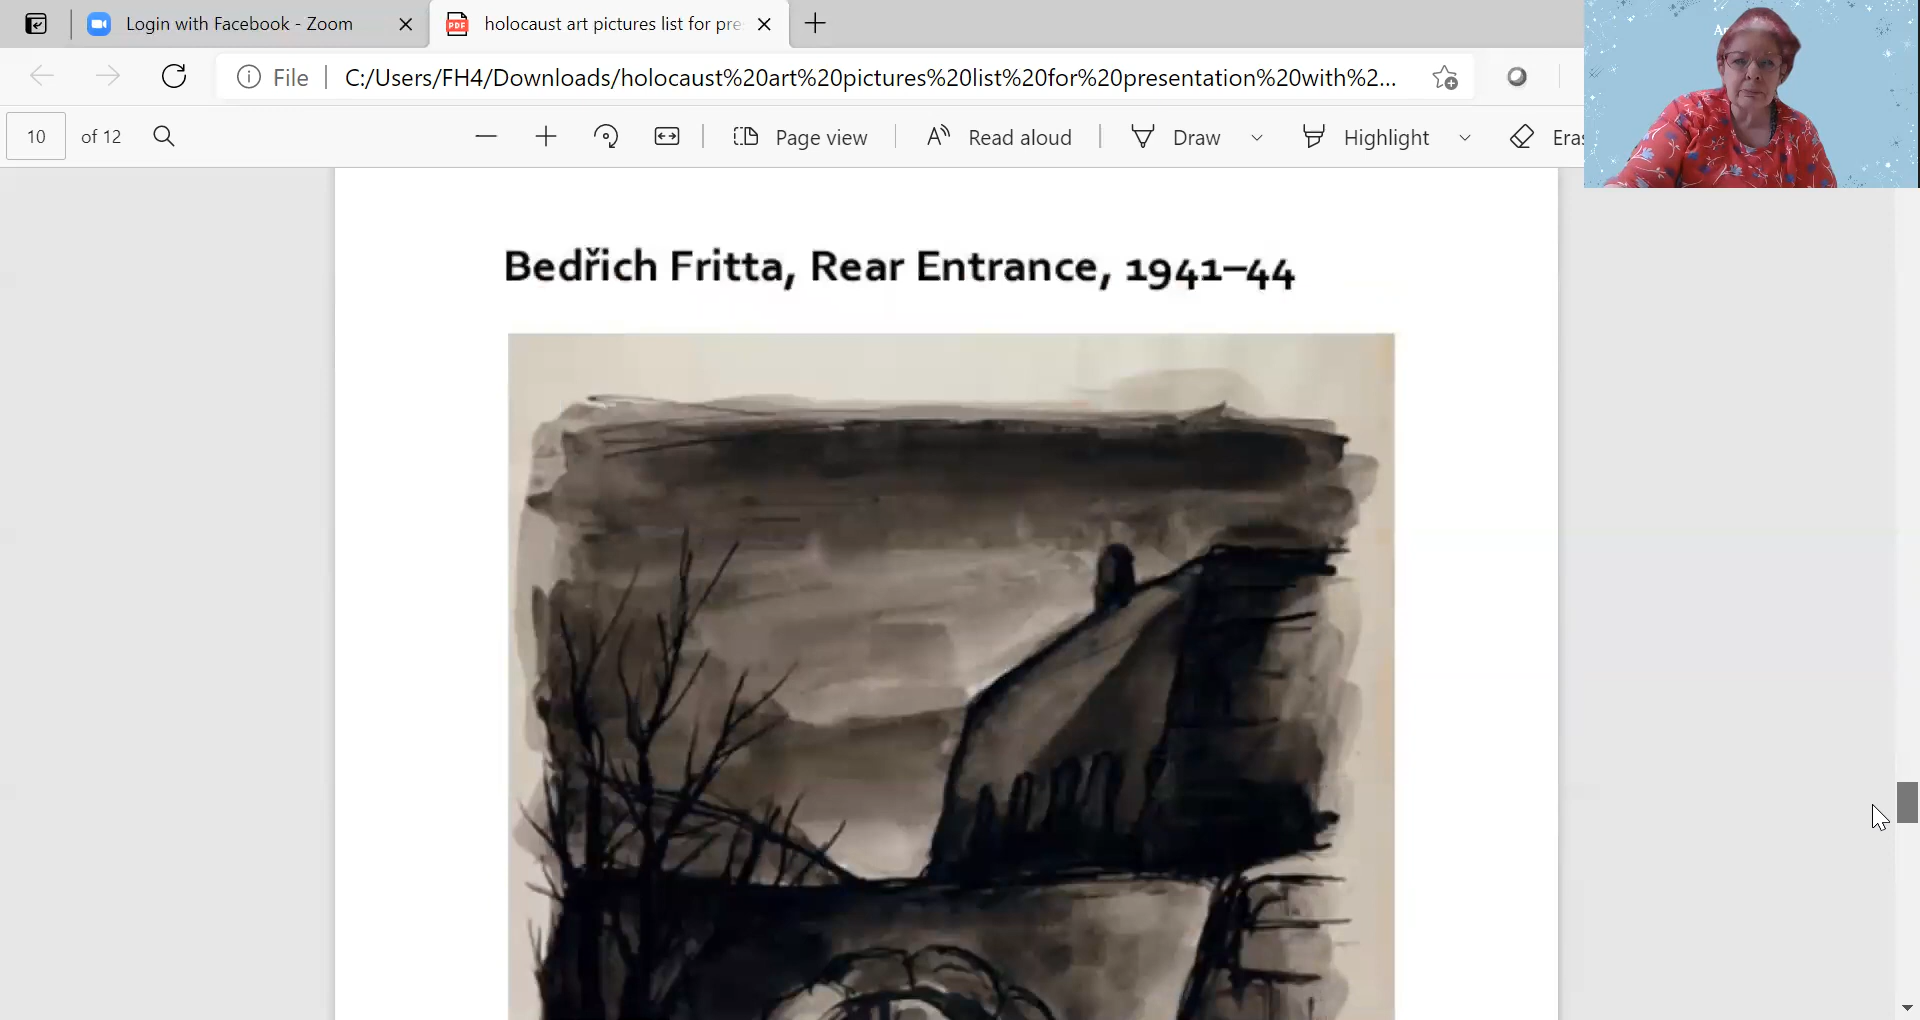 Login with Facebook - Zoom
holocaust art pictures list for pre
File
C:/Users/FH4/Downloads/holocaust%20art%20pictures%20list%20for%20presentation%20with%2...
10 of 12
Page view
Read aloud
Draw
Highlight
Eras
Bedřich Fritta, Rear Entrance, 1941–44